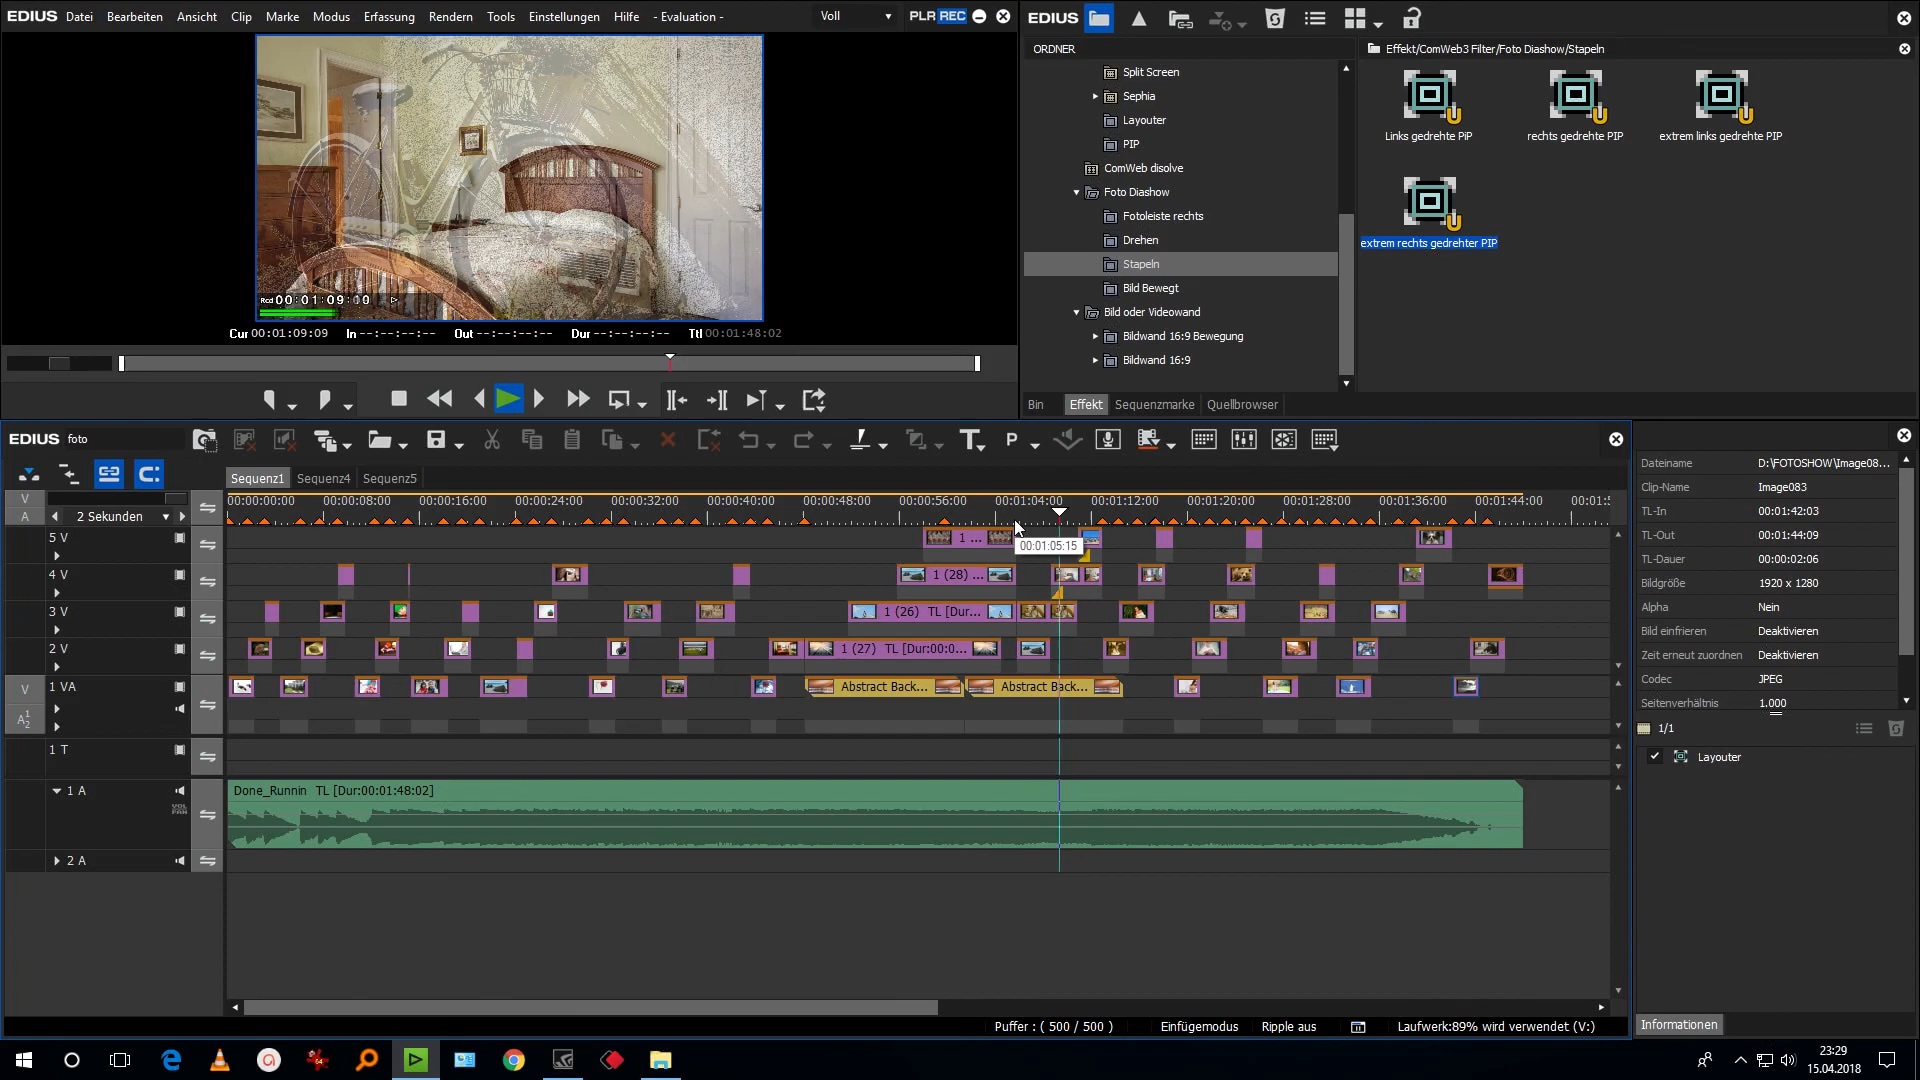 EDIUS Datei Bearbeiten Ansicht Clip Marke Modus Erfassung Rendern Tools Einstellungen Hilfe - Evaluation - Voll PLR REC
Rcd 00:01:09:00
Cur 00:01:09:09 In --:--:--:-- Out --:--:--:-- Dur --:--:--:-- Ttl 00:01:48:02
EDIUS
ORDNER
Effekt/ComWeb3 Filter/Foto Diashow/Stapeln
Split Screen
Sephia
Layouter
PIP
ComWeb disolve
Foto Diashow
Fotoleiste rechts
Drehen
Stapeln
Bild Bewegt
Bild oder Videowand
Bildwand 16:9 Bewegung
Bildwand 16:9
Links gedrehte PiP
rechts gedrehte PIP
extrem links gedrehte PIP
extrem rechts gedrehter PIP
Bin Effekt Sequenzmarke Quellbrowser
EDIUS foto
Sequenz1 Sequenz4 Sequenz5
V
A
2 Sekunden
00:00:00:00 00:00:08:00 00:00:16:00 00:00:24:00 00:00:32:00 00:00:40:00 00:00:48:00 00:00:56:00 00:01:04:00 00:01:12:00 00:01:20:00 00:01:28:00 00:01:36:00 00:01:44:00 00:01:5
5 V
1 ...
00:01:05:15
4 V
1 (28) ...
3 V
1 (26) TL [Dur...
2 V
1 (27) TL [Dur:00:0...
V
1 VA
Abstract Back...
Abstract Back...
A12
1 T
1 A
VOL
PAN
Done_Runnin TL [Dur:00:01:48:02]
2 A
Dateiname D:\FOTOSHOW\Image08...
Clip-Name Image083
TL-In 00:01:42:03
TL-Out 00:01:44:09
TL-Dauer 00:00:02:06
Bildgröße 1920 x 1280
Alpha Nein
Bild einfrieren Deaktivieren
Zeit erneut zuordnen Deaktivieren
Codec JPEG
Seitenverhältnis 1.000
1/1
Layouter
Informationen
Puffer : ( 500 / 500 ) Einfügemodus Ripple aus Laufwerk:89% wird verwendet (V:)
23:29
15.04.2018